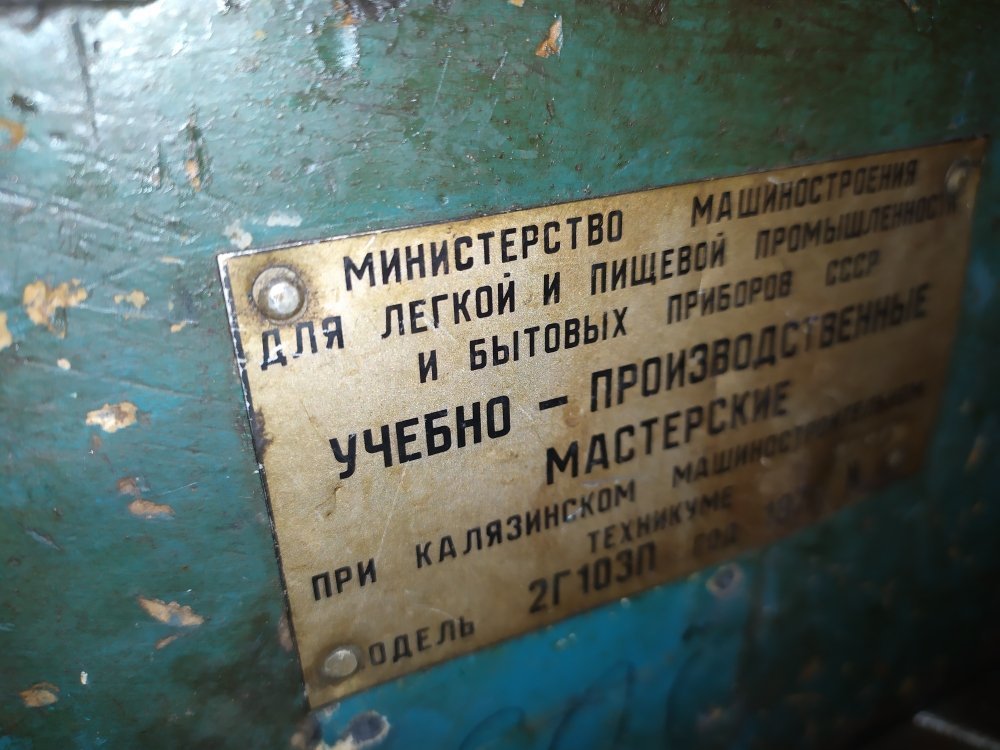 МИНИСТЕРСТВО МАШИНОСТРОЕНИЯ
ДЛЯ ЛЕГКОЙ И ПИЩЕВОЙ ПРОМЫШЛЕННОСТИ
И БЫТОВЫХ ПРИБОРОВ СССР
УЧЕБНО – ПРОИЗВОДСТВЕННЫЕ
МАСТЕРСКИЕ
ПРИ КАЛЯЗИНСКОМ МАШИНОСТРОИТЕЛЬНОМ
ТЕХНИКУМЕ
ОДЕЛЬ 2Г103П ГОД